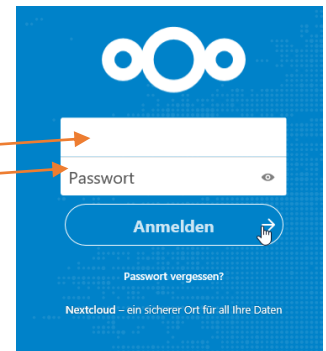 Passwort
Anmelden
Passwort vergessen?
Nextcloud – ein sicherer Ort für all Ihre Daten